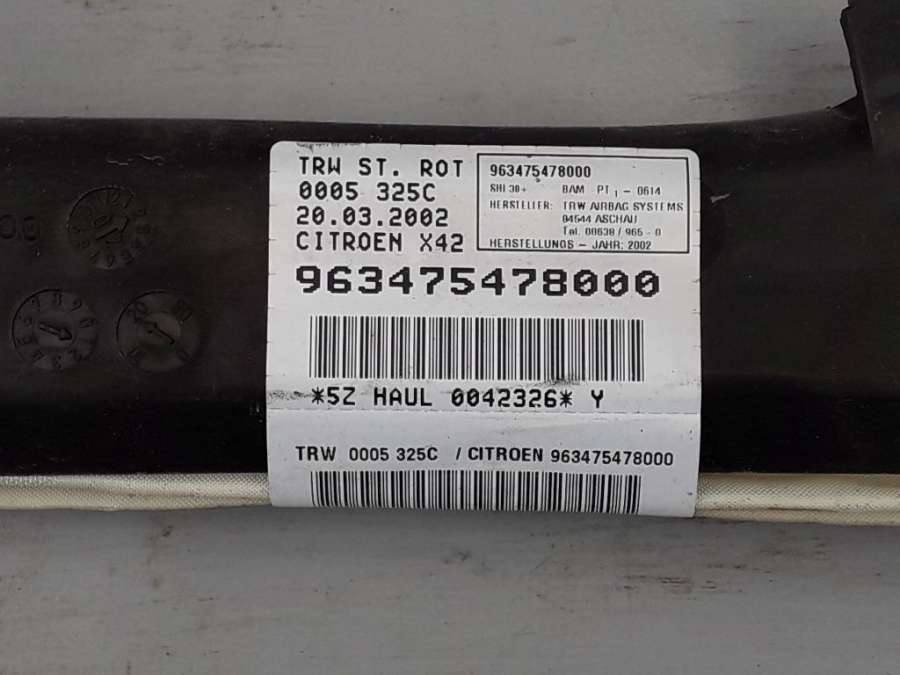 TRW ST. ROT
0005 325C
20.03.2002
CITROEN X42
963475478000
SHI 30+ BAM PT 1 - 0614
HERSTELLER: TRW AIRBAG SYSTEMS
84544 ASCHAU
Tel. 08638 / 965 - 0
HERSTELLUNGS - JAHR: 2002
963475478000
*5Z HAUL 0042326* Y
TRW 0005 325C / CITROEN 963475478000